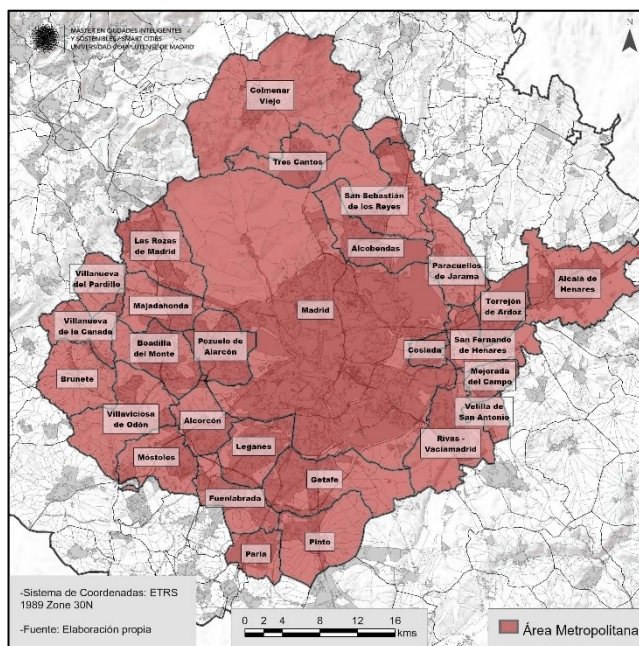 MÁSTER EN CIUDADES INTELIGENTES
Y SOSTENIBLES (SMART CITIES)
UNIVERSIDAD COMPLUTENSE DE MADRID
N
Colmenar
Viejo
Tres Cantos
San Sebastián
de los Reyes
Las Rozas
de Madrid
Alcobendas
Paracuellos
de Jarama
Alcalá de
Henares
Villanueva
del Pardillo
Majadahonda
Madrid
Torrejón
de Ardoz
Villanueva
de la Canada
Boadilla
del Monte
Pozuelo de
Alarcón
Coslada
San Fernando
de Henares
Brunete
Mejorada
del Campo
Villaviciosa
de Odón
Alcorcón
Velilla de
San Antonio
Móstoles
Leganes
Rivas -
Vaciamadrid
Fuenlabrada
Getafe
Parla
Pinto
-Sistema de Coordenadas: ETRS
1989 Zone 30N
-Fuente: Elaboración propia
0 2 4 8 12 16
kms
Área Metropolitana